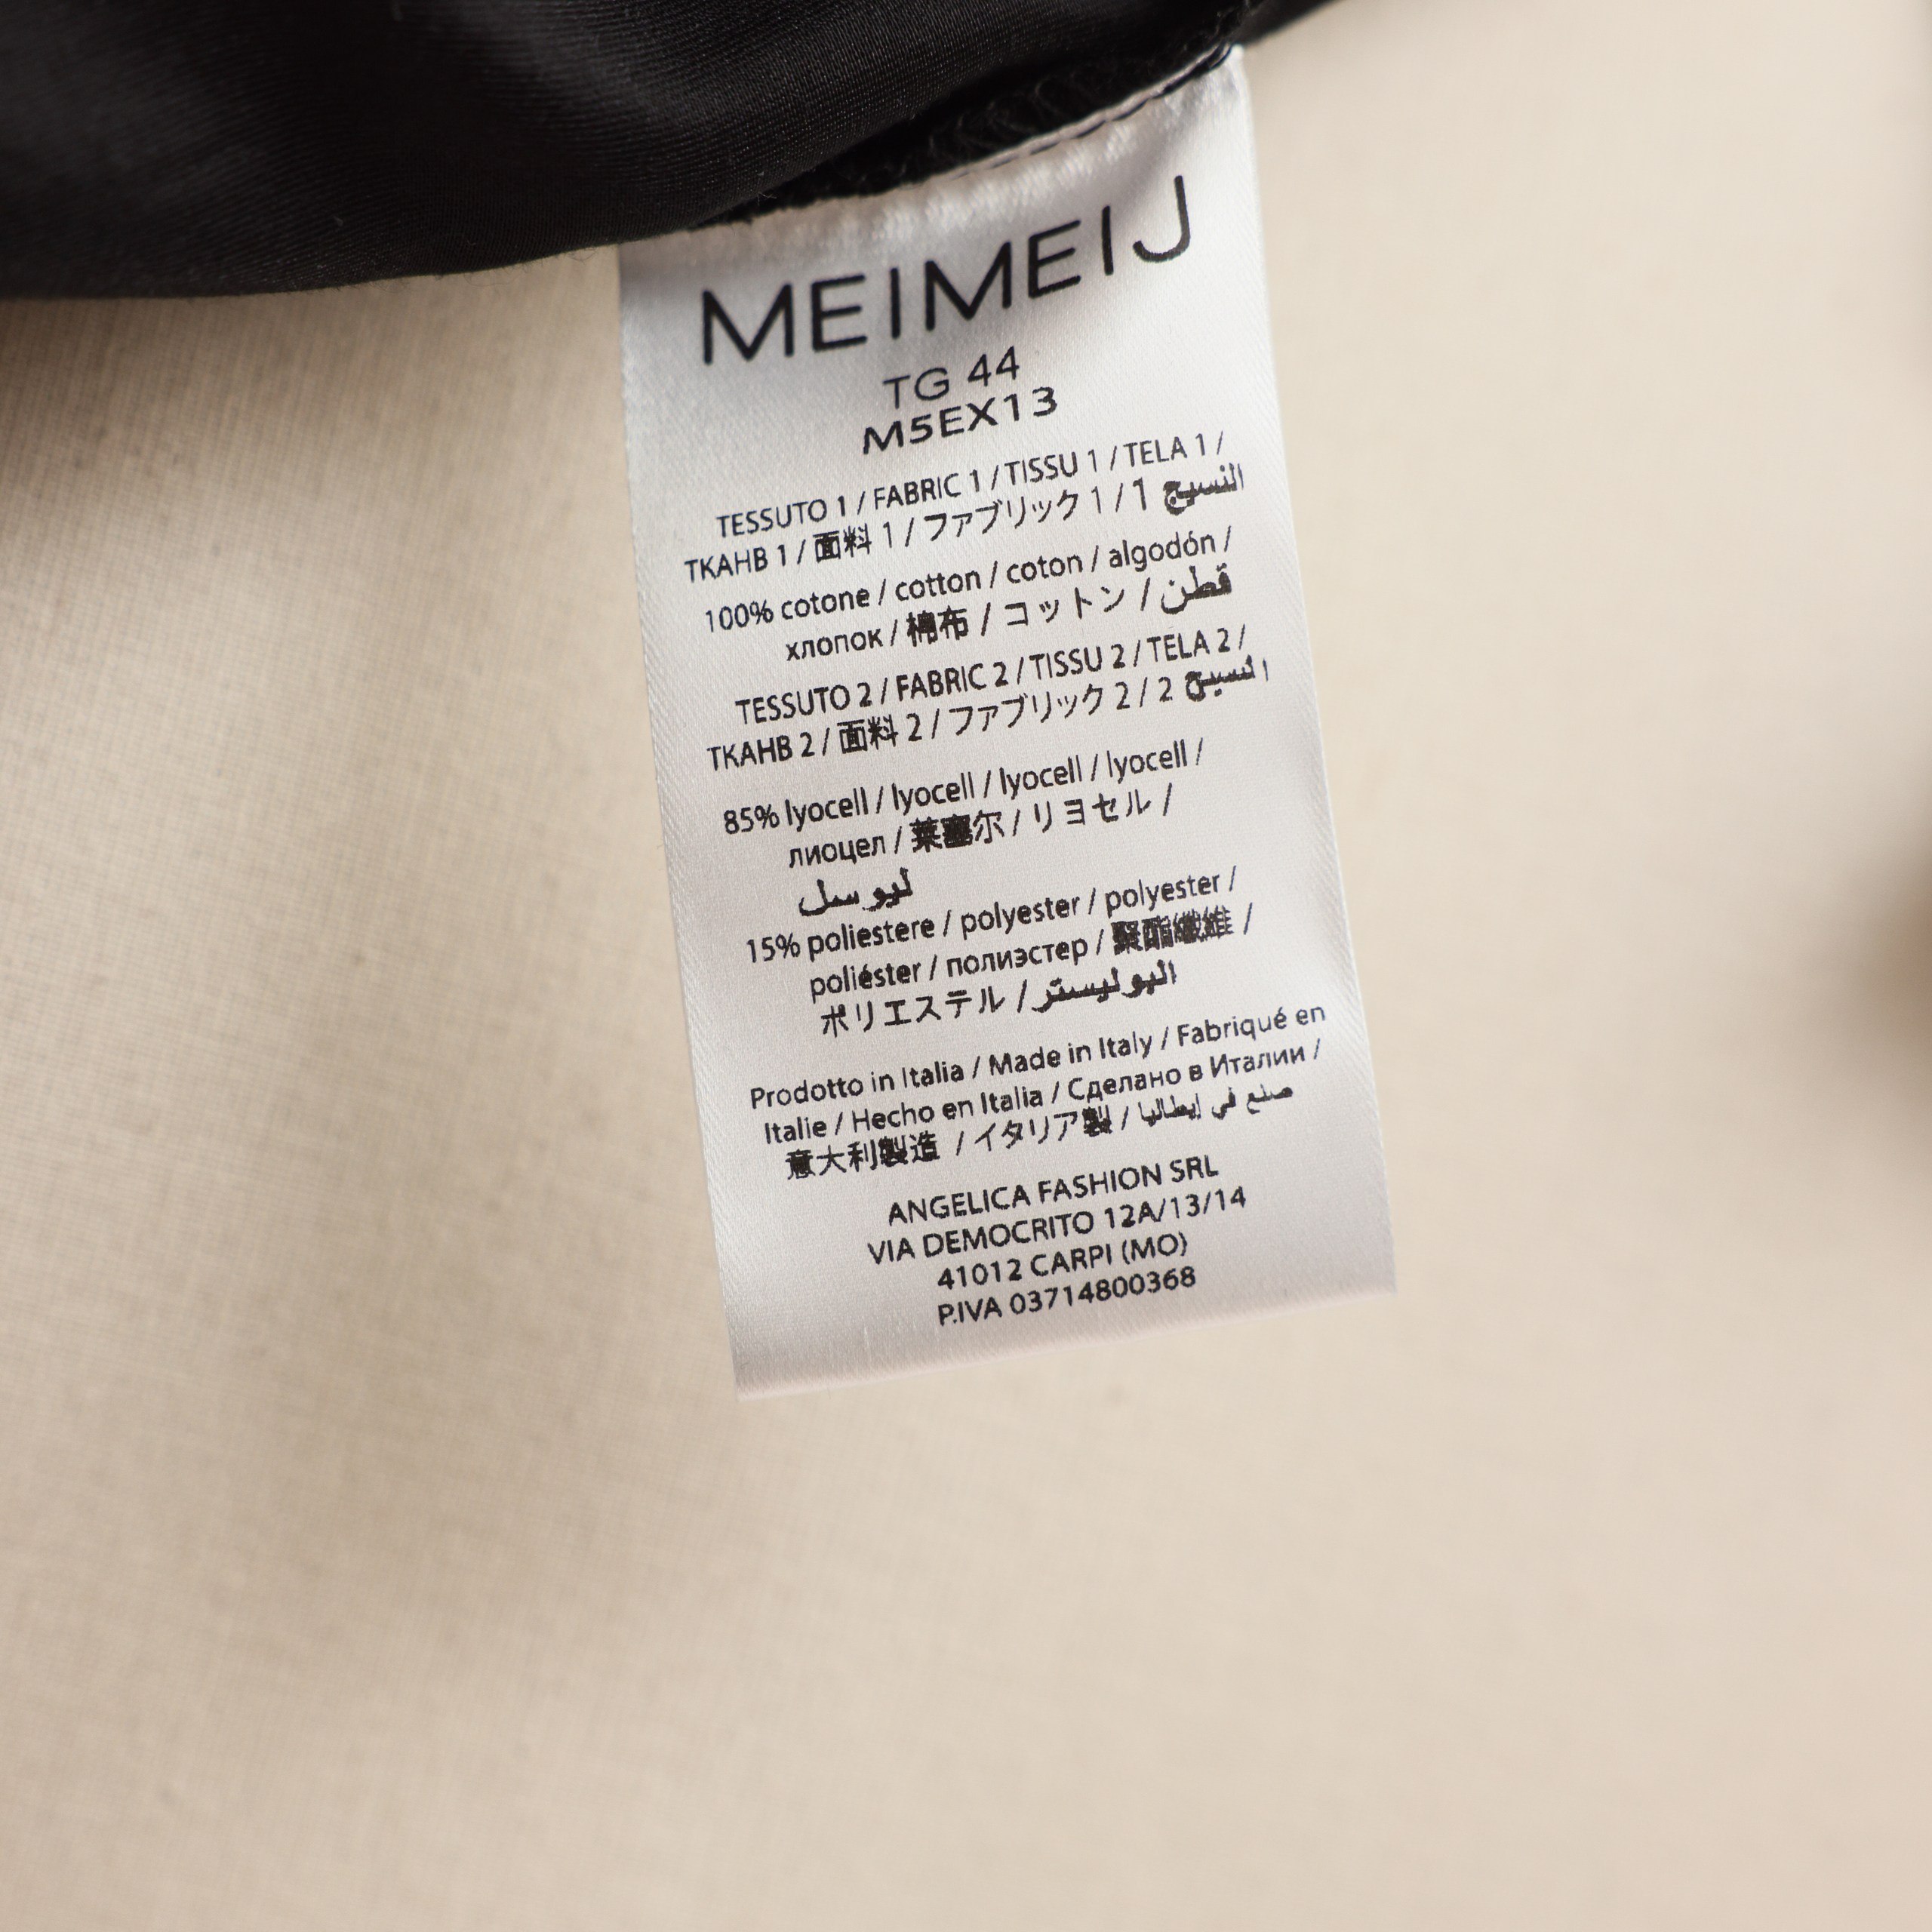 MEIMEIJ
TG 44
M5EX13
TESSUTO 1 / FABRIC 1 / TISSU 1 / TELA 1 /
ТКАНВ 1 / 面料 1 / ファブリック 1 / 1 النسيج
100% cotone / cotton / coton / algodón /
хлопок / 棉布 / コットン / قطن
TESSUTO 2 / FABRIC 2 / TISSU 2 / TELA 2 /
ТКАНВ 2 / 面料 2 / ファブリック 2 / 2 النسيج
85% lyocell / lyocell / lyocell / lyocell /
лиоцел / 莱塞尔 / リヨセル /
ليوسل
15% poliestere / polyester / polyester /
poliéster / полиэстер / 聚酯纖維 /
ポリエステル / البوليستر
Prodotto in Italia / Made in Italy / Fabriqué en
Italie / Hecho en Italia / Сделано в Италии /
意大利製造 / イタリア製 / صنع في إيطاليا
ANGELICA FASHION SRL
VIA DEMOCRITO 12A/13/14
41012 CARPI (MO)
P.IVA 03714800368